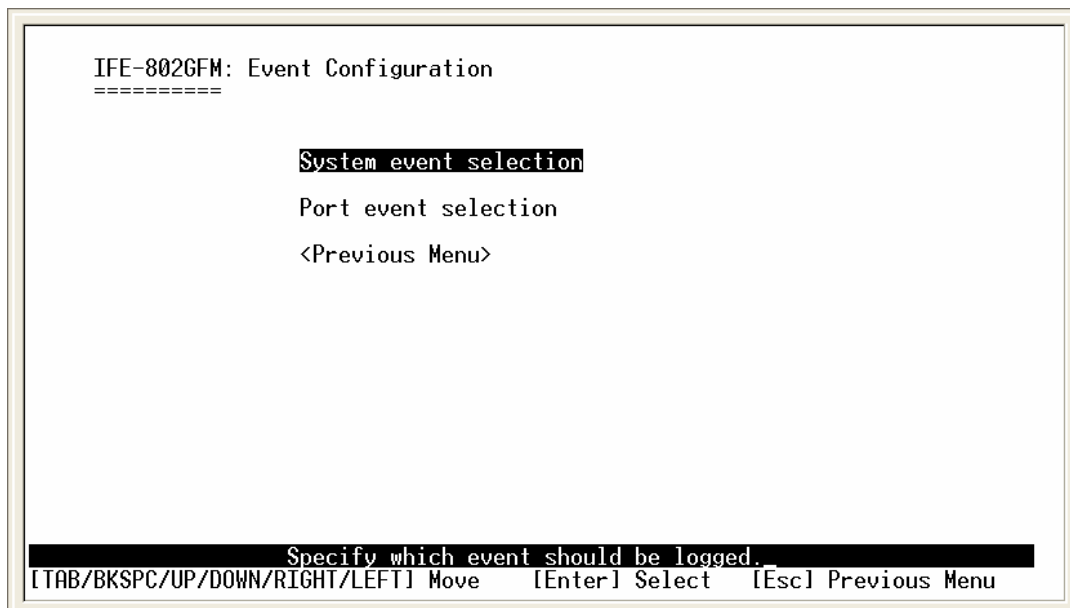 IFE-802GFM: Event Configuration
==========
System event selection
Port event selection
<Previous Menu>
Specify which event should be logged._
[TAB/BKSPC/UP/DOWN/RIGHT/LEFT] Move [Enter] Select [Esc] Previous Menu